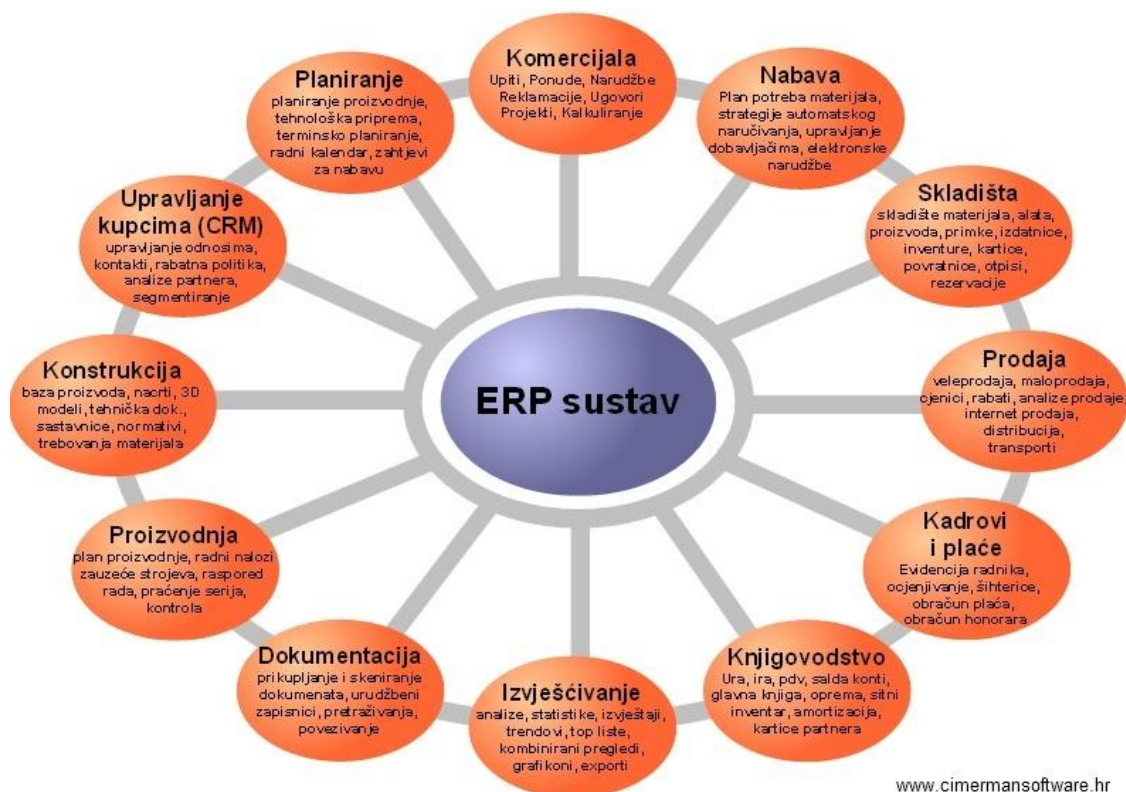 Komercijala
Upiti, Ponude, Narudžbe
Reklamacije, Ugovori
Projekti, Kalkuliranje
Nabava
Plan potreba materijala,
strategije automatskog
naručivanja, upravljanje
dobavljačima, elektronske
narudžbe
Skladišta
skladište materijala, alata,
proizvoda, primke, izdatnice,
inventure, kartice,
povratnice, otpisi,
rezervacije
Prodaja
veleprodaja, maloprodaja,
cjenici, rabati, analize prodaje,
internet prodaja,
distribucija,
transporti
Kadrovi
i plaće
Evidencija radnika,
ocjenjivanje, šihterice,
obračun plaća,
obračun honorara
Knjigovodstvo
Ura, ira, pdv, salda konti,
glavna knjiga, oprema, sitni
inventar, amortizacija,
kartice partnera
Izvješćivanje
analize, statistike, izvještaji,
trendovi, top liste,
kombinirani pregledi,
grafikoni, exporti
Dokumentacija
prikupljanje i skeniranje
dokumenata, urudžbeni
zapisnici, pretraživanja,
povezivanje
Proizvodnja
plan proizvodnje, radni nalozi
zauzeće strojeva, raspored
rada, praćenje serija,
kontrola
Konstrukcija
baza proizvoda, nacrti, 3D
modeli, tehnička dok.,
sastavnice, normativi,
trebovanja materijala
Upravljanje
kupcima (CRM)
upravljanje odnosima,
kontakti, rabatna politika,
analize partnera,
segmentiranje
Planiranje
planiranje proizvodnje,
tehnološka priprema,
terminsko planiranje,
radni kalendar, zahtjevi
za nabavu
ERP sustav
www.cimermansoftware.hr